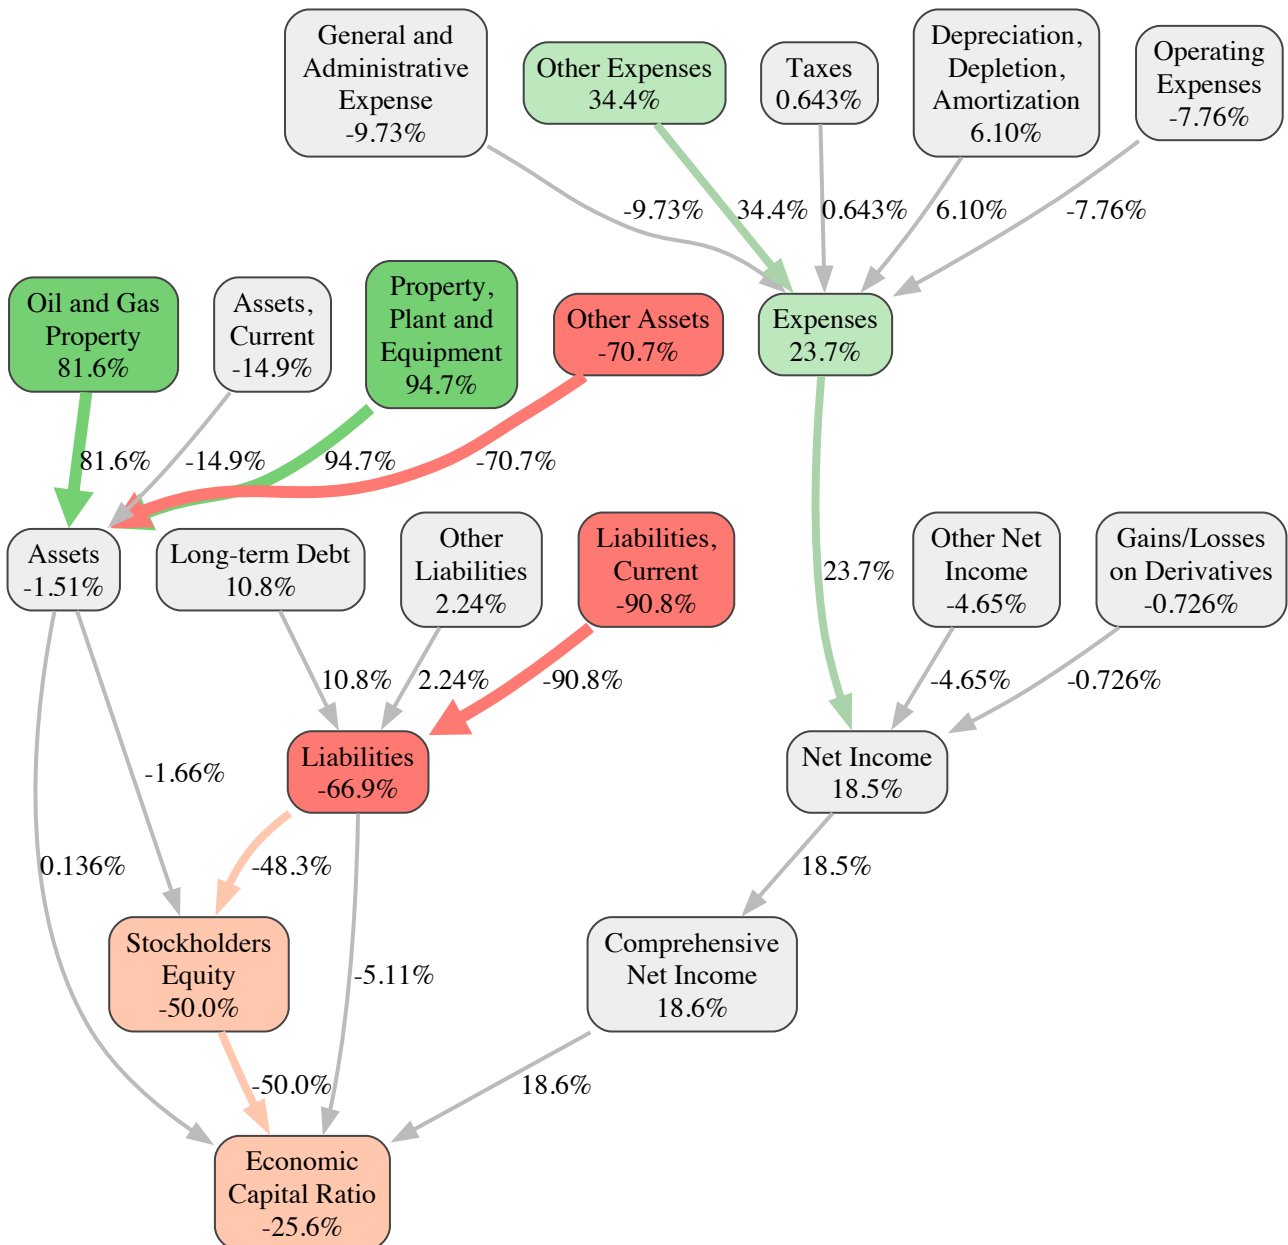 General and
Administrative
Expense
-9.73%
Other Expenses
34.4%
Taxes
0.643%
Depreciation,
Depletion,
Amortization
6.10%
Operating
Expenses
-7.76%
-9.73%
34.4%
0.643%
6.10%
-7.76%
Oil and Gas
Property
81.6%
Assets,
Current
-14.9%
Property,
Plant and
Equipment
94.7%
Other Assets
-70.7%
Expenses
23.7%
81.6%
-14.9%
94.7%
-70.7%
Assets
-1.51%
Long-term Debt
10.8%
Other
Liabilities
2.24%
Liabilities,
Current
-90.8%
23.7%
Other Net
Income
-4.65%
Gains/Losses
on Derivatives
-0.726%
10.8%
2.24%
-90.8%
-4.65%
-0.726%
-1.66%
Liabilities
-66.9%
Net Income
18.5%
0.136%
-48.3%
18.5%
Stockholders
Equity
-50.0%
-5.11%
Comprehensive
Net Income
18.6%
-50.0%
18.6%
Economic
Capital Ratio
-25.6%